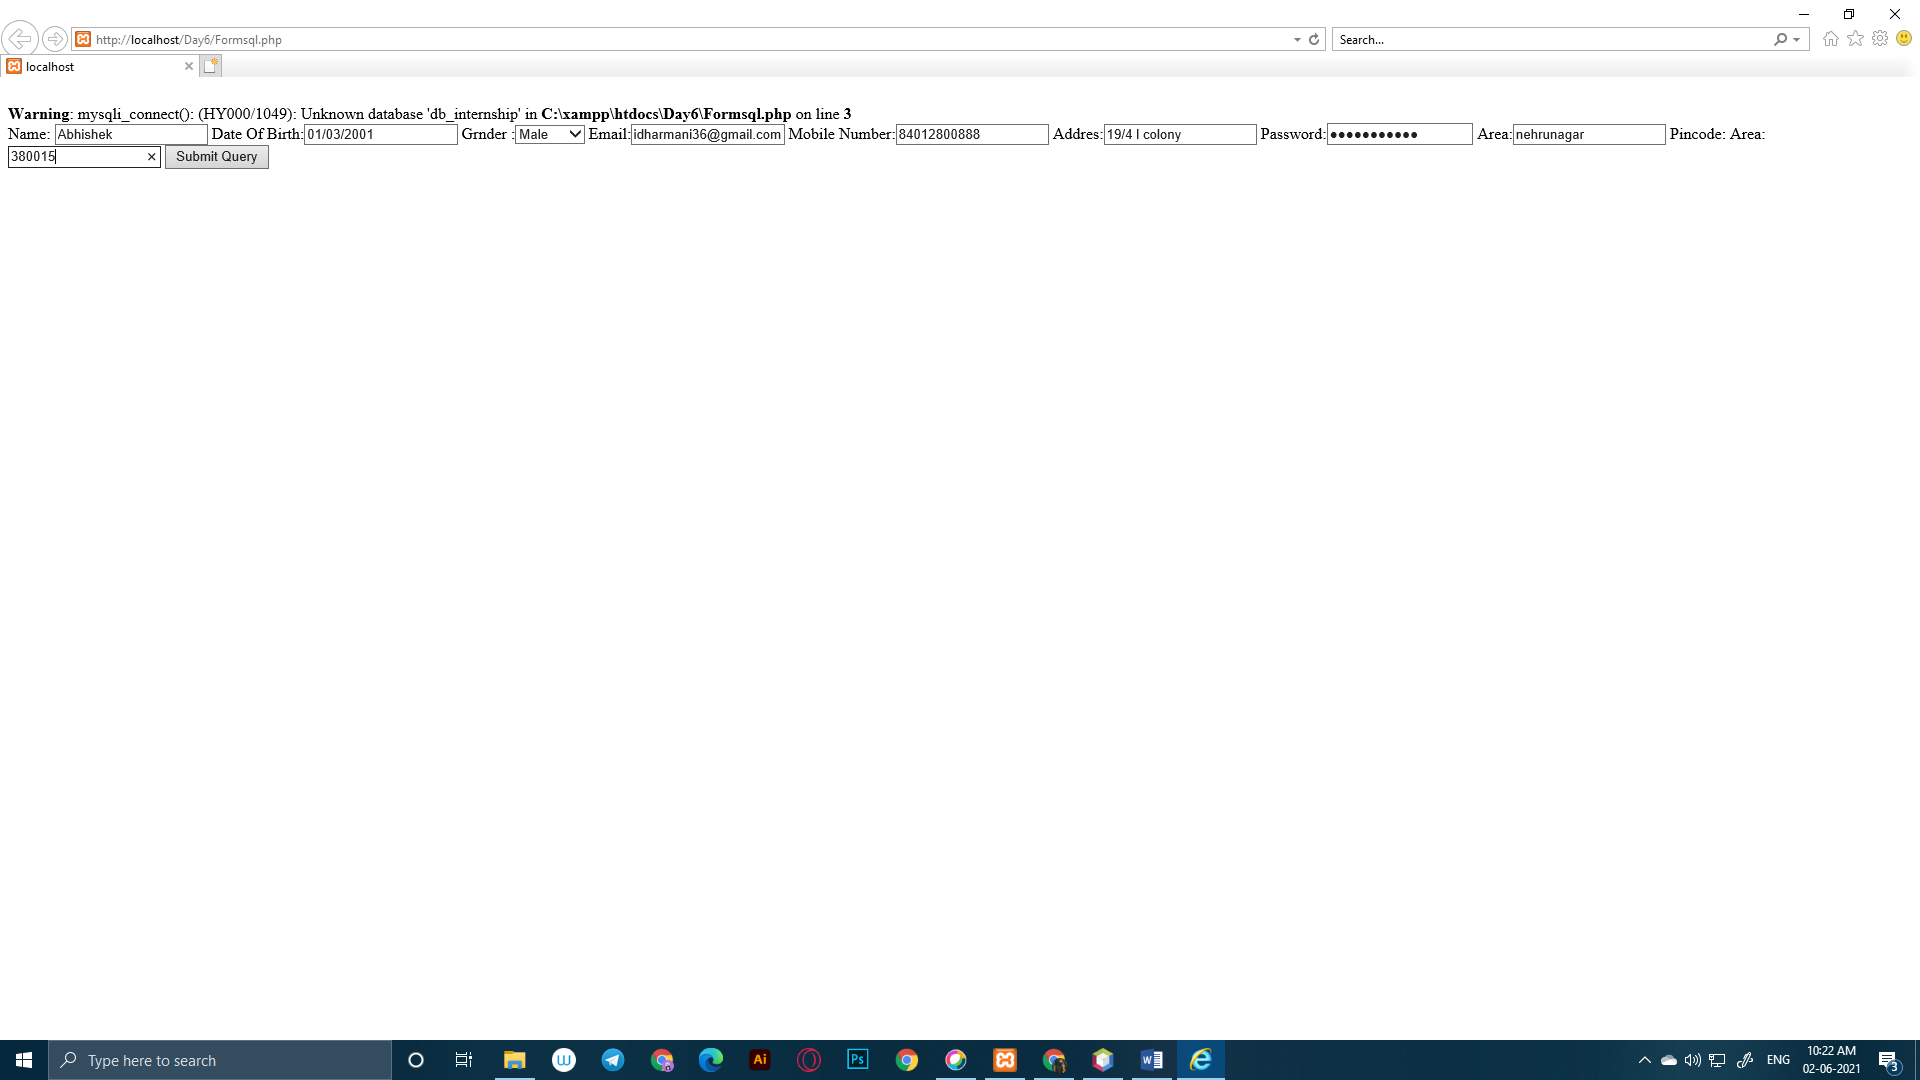 http://localhost/Day6/Formsql.php
Search...
localhost
Warning: mysqli_connect(): (HY000/1049): Unknown database 'db_internship' in C:\xampp\htdocs\Day6\Formsql.php on line 3
Name: Abhishek Date Of Birth: 01/03/2001 Grnder : Male Email: idharmani36@gmail.com Mobile Number: 84012800888 Addres: 19/4 l colony Password: ●●●●●●●●●●● Area: nehrunagar Pincode: Area:
380015 Submit Query
Type here to search
W
Ai
Ps
W
ENG
10:22 AM
02-06-2021
3